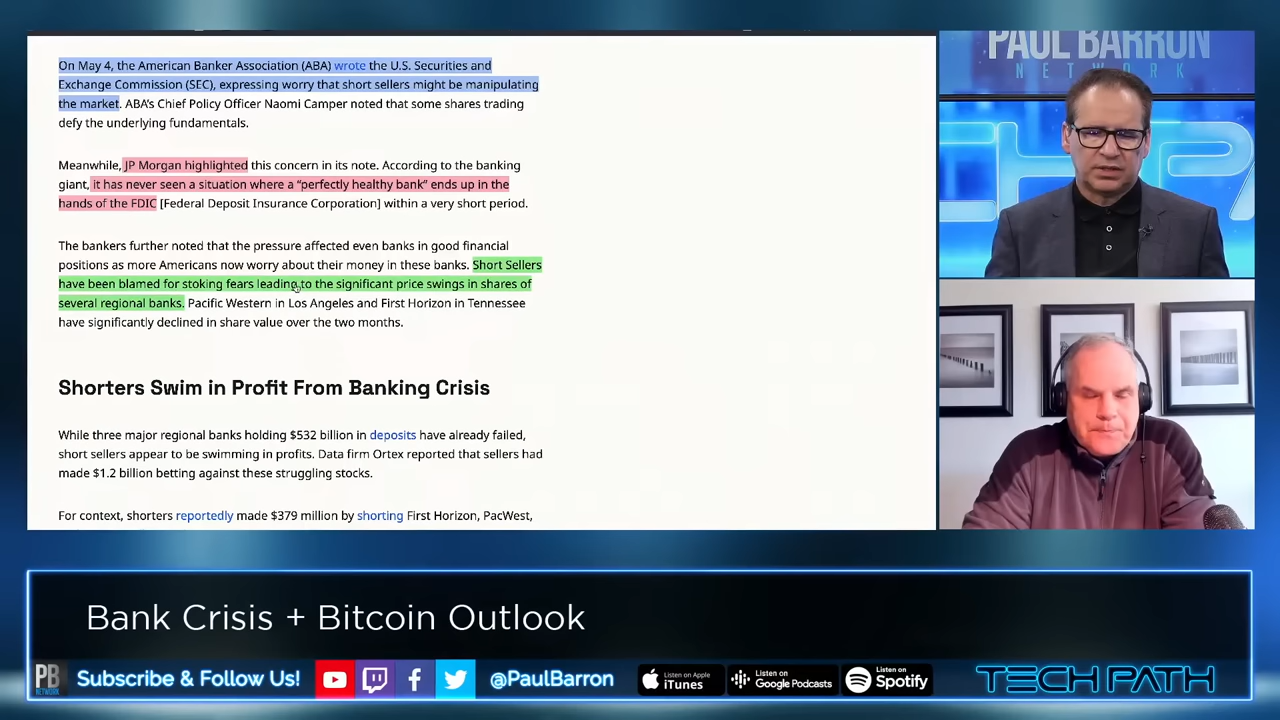 On May 4, the American Banker Association (ABA) wrote the U.S. Securities and
Exchange Commission (SEC), expressing worry that short sellers might be manipulating
the market. ABA's Chief Policy Officer Naomi Camper noted that some shares trading
defy the underlying fundamentals.
Meanwhile, JP Morgan highlighted this concern in its note. According to the banking
giant, it has never seen a situation where a “perfectly healthy bank” ends up in the
hands of the FDIC [Federal Deposit Insurance Corporation] within a very short period.
The bankers further noted that the pressure affected even banks in good financial
positions as more Americans now worry about their money in these banks. Short Sellers
have been blamed for stoking fears leading to the significant price swings in shares of
several regional banks. Pacific Western in Los Angeles and First Horizon in Tennessee
have significantly declined in share value over the two months.
Shorters Swim in Profit From Banking Crisis
While three major regional banks holding $532 billion in deposits have already failed,
short sellers appear to be swimming in profits. Data firm Ortex reported that sellers had
made $1.2 billion betting against these struggling stocks.
For context, shorters reportedly made $379 million by shorting First Horizon, PacWest,
PAUL BARRON
NETWORK
Bank Crisis + Bitcoin Outlook
PB
NETWORK
Subscribe & Follow Us!
@PaulBarron
Listen on Apple
iTunes
Listen on
Google Podcasts
Listen on
Spotify
TECH PATH